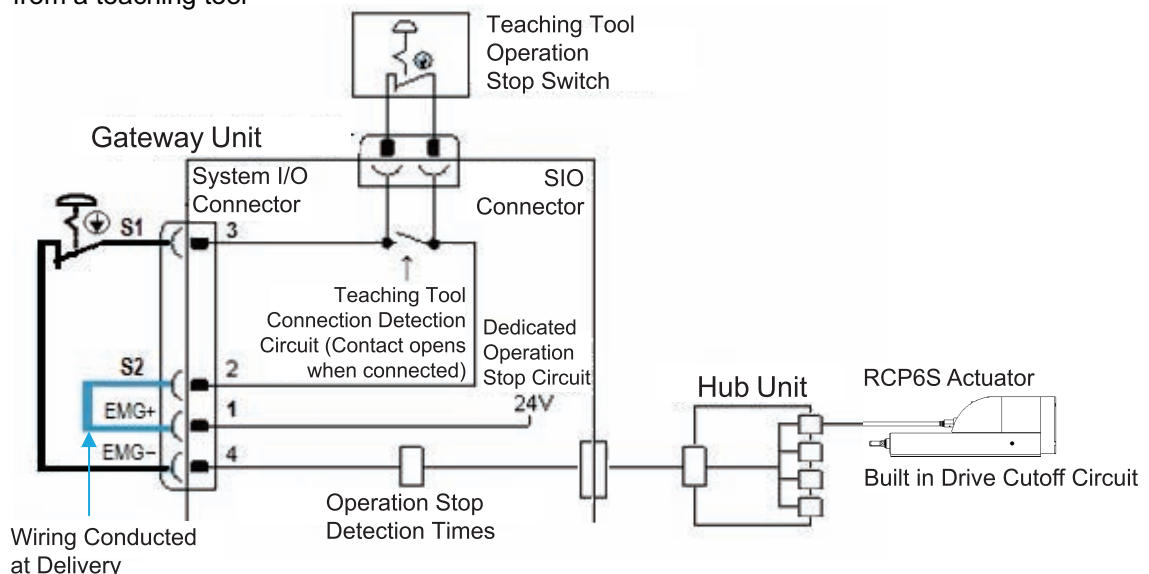 from a teaching tool
Teaching Tool
Operation
Stop Switch
Gateway Unit
System I/O
Connector
SIO
Connector
S1
3
Teaching Tool
Connection Detection
Circuit (Contact opens
when connected)
Dedicated
Operation
Stop Circuit
24V
S2
2
EMG+
1
EMG-
4
Operation Stop
Detection Times
Hub Unit
RCP6S Actuator
Built in Drive Cutoff Circuit
Wiring Conducted
at Delivery